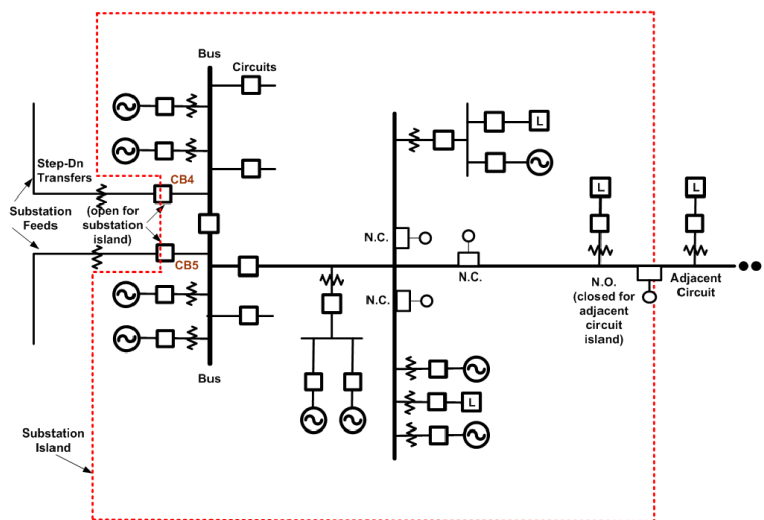 Bus
Circuits
L
Step-Dn
Transfers
CB4
Substation
Feeds
(open for
substation
island)
CB5
N.C.
N.C.
N.C.
L
L
N.O.
(closed for
adjacent
circuit
island)
Adjacent
Circuit
Bus
L
Substation
Island